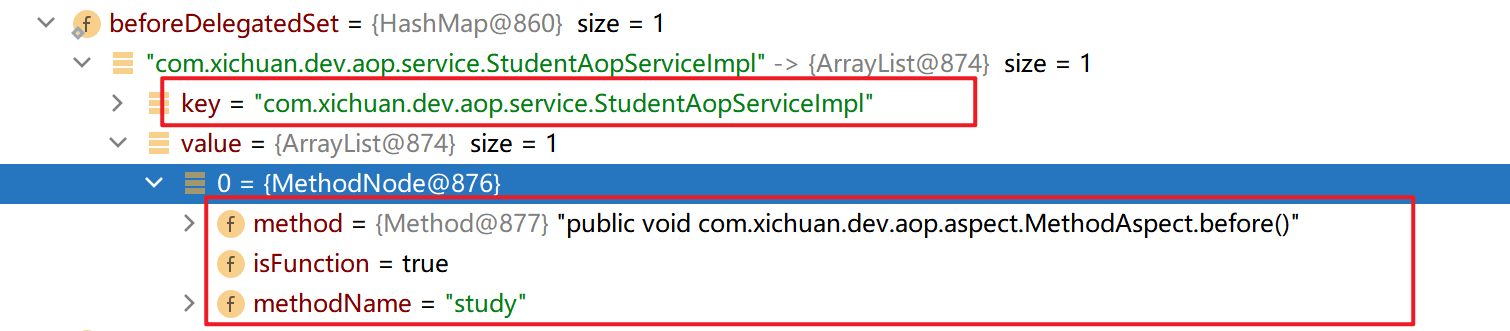 beforeDelegatedSet = {HashMap@860} size = 1
"com.xichuan.dev.aop.service.StudentAopServiceImpl" -> {ArrayList@874} size = 1
key = "com.xichuan.dev.aop.service.StudentAopServiceImpl"
value = {ArrayList@874} size = 1
0 = {MethodNode@876}
f method = {Method@877} "public void com.xichuan.dev.aop.aspect.MethodAspect.before()"
f isFunction = true
f methodName = "study"